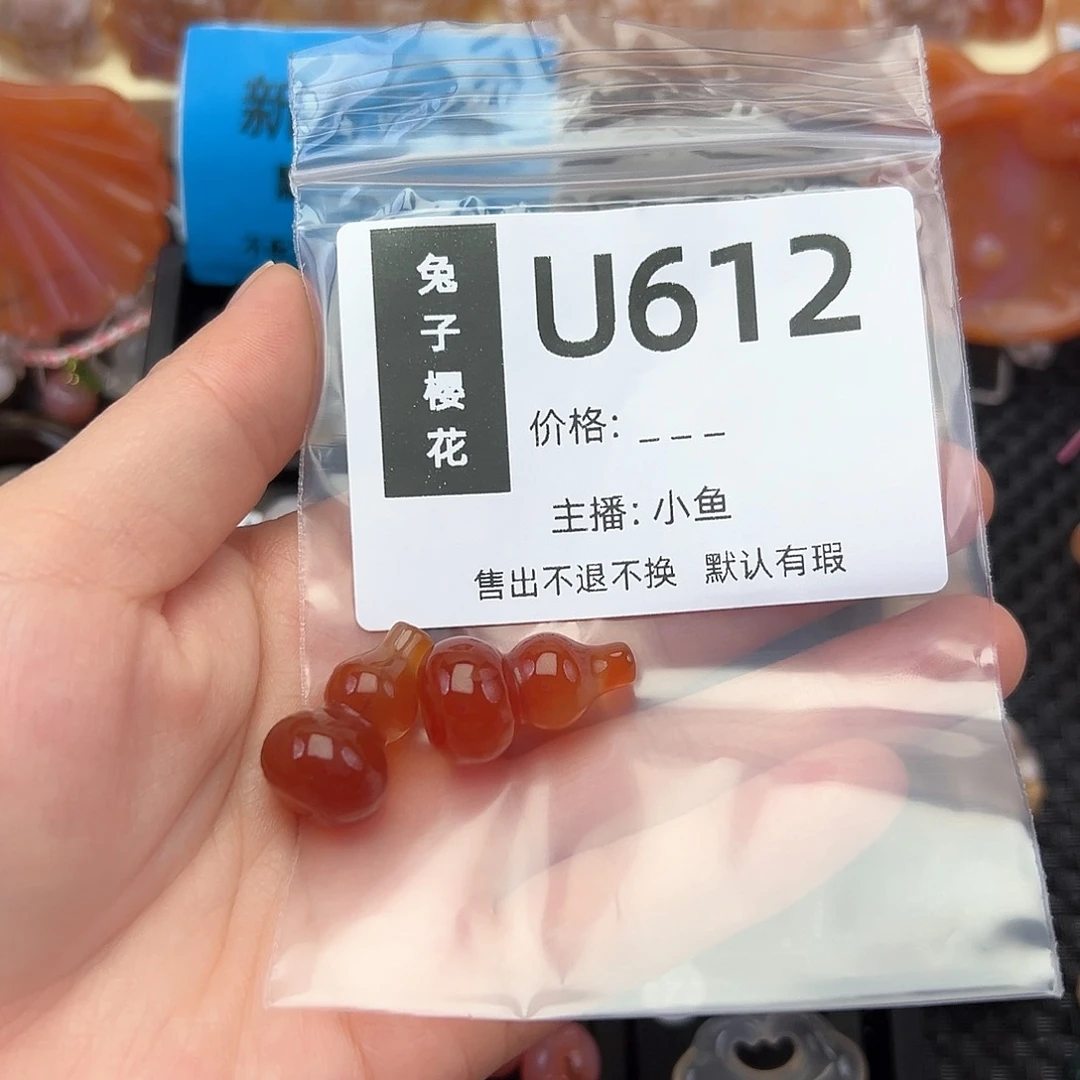 新
兔子樱花
U612
价格: _ _ _
主播: 小鱼
售出不退不换 默认有瑕